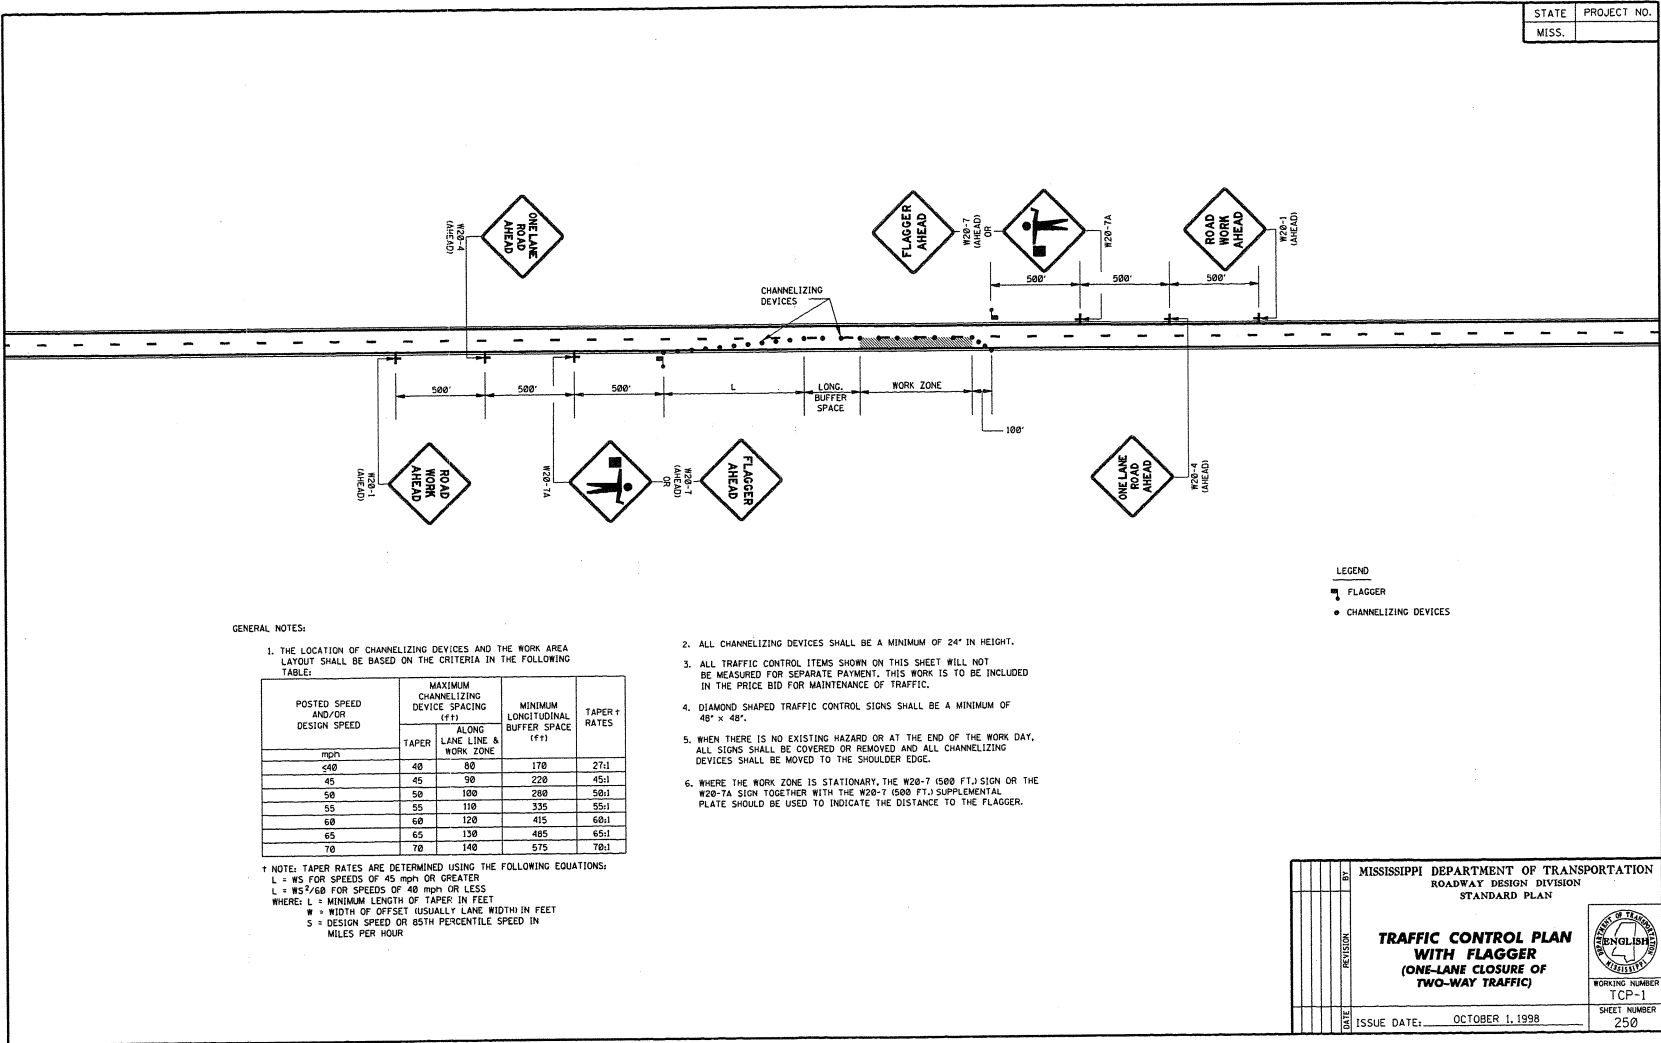 STATE PROJECT NO.
MISS.
ONE LANE
ROAD
AHEAD
W20-4
(AHEAD)
FLAGGER
AHEAD
W20-7
(AHEAD)
OR
W20-7A
ROAD
WORK
AHEAD
W20-1
(AHEAD)
500' 500' 500'
CHANNELIZING
DEVICES
500' 500' 500' L LONG. WORK ZONE
BUFFER
SPACE
100'
W20-1
(AHEAD)
ROAD
WORK
AHEAD
W20-7A
W20-7
(AHEAD)
OR
FLAGGER
AHEAD
ONE LANE
ROAD
AHEAD
W20-4
(AHEAD)
LEGEND
FLAGGER
CHANNELIZING DEVICES
GENERAL NOTES:
1. THE LOCATION OF CHANNELIZING DEVICES AND THE WORK AREA
LAYOUT SHALL BE BASED ON THE CRITERIA IN THE FOLLOWING
TABLE:
POSTED SPEED
AND/OR
DESIGN SPEED
mph
MAXIMUM
CHANNELIZING
DEVICE SPACING
(ft)
TAPER
ALONG
LANE LINE &
WORK ZONE
MINIMUM
LONGITUDINAL
BUFFER SPACE
(ft)
TAPER †
RATES
≤40 40 80 170 27:1
45 45 90 220 45:1
50 50 100 280 50:1
55 55 110 335 55:1
60 60 120 415 60:1
65 65 130 485 65:1
70 70 140 575 70:1
† NOTE: TAPER RATES ARE DETERMINED USING THE FOLLOWING EQUATIONS:
L = WS FOR SPEEDS OF 45 mph OR GREATER
L = WS²/60 FOR SPEEDS OF 40 mph OR LESS
WHERE: L = MINIMUM LENGTH OF TAPER IN FEET
W = WIDTH OF OFFSET (USUALLY LANE WIDTH) IN FEET
S = DESIGN SPEED OR 85TH PERCENTILE SPEED IN
MILES PER HOUR
2. ALL CHANNELIZING DEVICES SHALL BE A MINIMUM OF 24" IN HEIGHT.
3. ALL TRAFFIC CONTROL ITEMS SHOWN ON THIS SHEET WILL NOT
BE MEASURED FOR SEPARATE PAYMENT. THIS WORK IS TO BE INCLUDED
IN THE PRICE BID FOR MAINTENANCE OF TRAFFIC.
4. DIAMOND SHAPED TRAFFIC CONTROL SIGNS SHALL BE A MINIMUM OF
48" x 48".
5. WHEN THERE IS NO EXISTING HAZARD OR AT THE END OF THE WORK DAY,
ALL SIGNS SHALL BE COVERED OR REMOVED AND ALL CHANNELIZING
DEVICES SHALL BE MOVED TO THE SHOULDER EDGE.
6. WHERE THE WORK ZONE IS STATIONARY, THE W20-7 (500 FT.) SIGN OR THE
W20-7A SIGN TOGETHER WITH THE W20-7 (500 FT.) SUPPLEMENTAL
PLATE SHOULD BE USED TO INDICATE THE DISTANCE TO THE FLAGGER.
BY
REVISION
DATE
MISSISSIPPI DEPARTMENT OF TRANSPORTATION
ROADWAY DESIGN DIVISION
STANDARD PLAN
TRAFFIC CONTROL PLAN
WITH FLAGGER
(ONE-LANE CLOSURE OF
TWO-WAY TRAFFIC)
DEPARTMENT OF TRANSPORTATION
ENGLISH
MISSISSIPPI
WORKING NUMBER
TCP-1
SHEET NUMBER
250
ISSUE DATE: OCTOBER 1, 1998